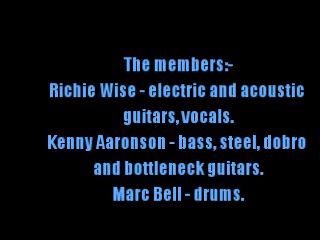 The members:-
Richie Wise - electric and acoustic
guitars, vocals.
Kenny Aaronson - bass, steel, dobro
and bottleneck guitars.
Marc Bell - drums.